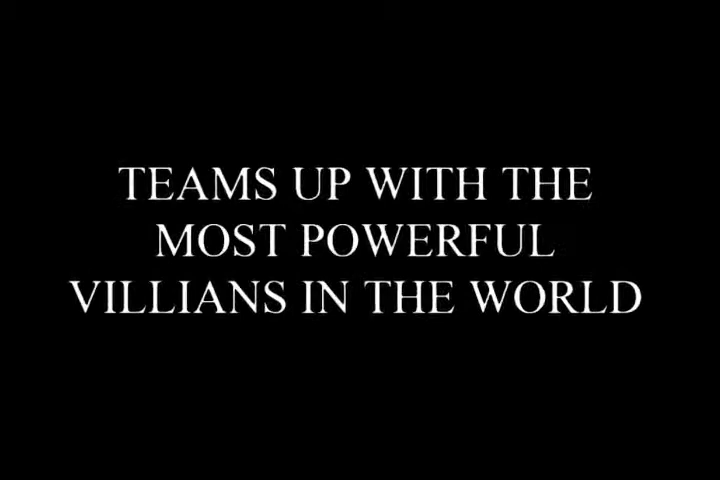 TEAMS UP WITH THE
MOST POWERFUL
VILLIANS IN THE WORLD